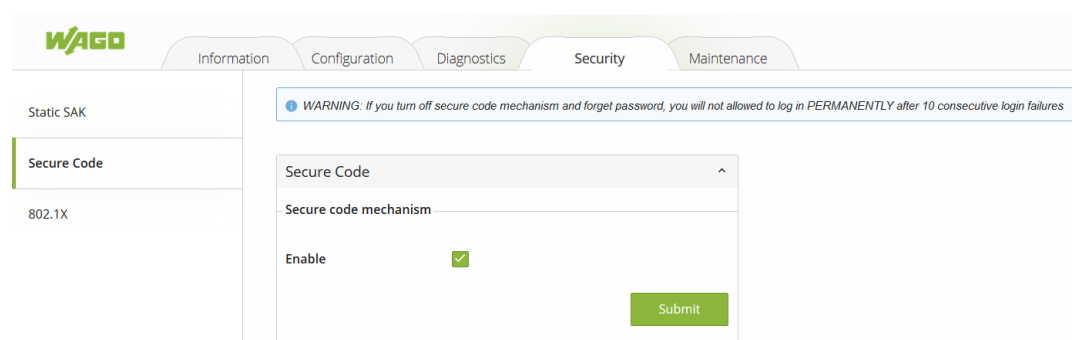 WAGO
Information Configuration Diagnostics Security Maintenance
Static SAK
WARNING: If you turn off secure code mechanism and forget password, you will not allowed to log in PERMANENTLY after 10 consecutive login failures
Secure Code
Secure Code
Secure code mechanism
802.1X
Enable
Submit